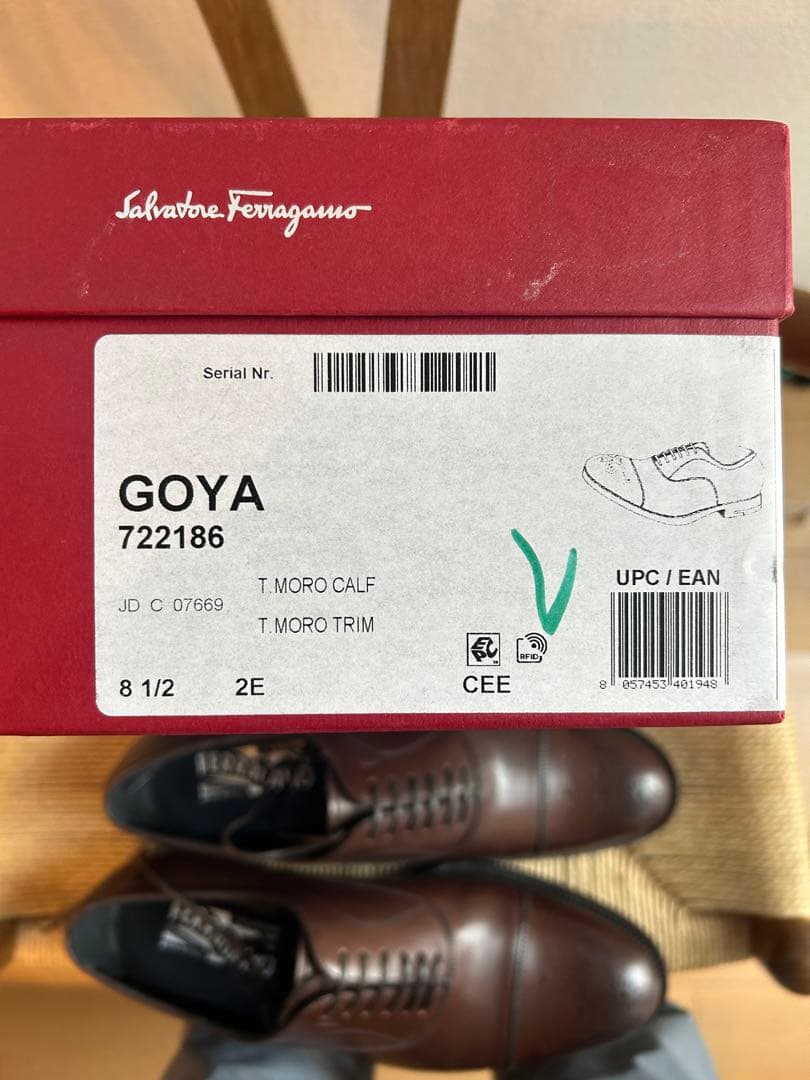 Salvatore Ferragamo
Serial Nr.
GOYA
722186
UPC / EAN
JD C 07669
T.MORO CALF
T.MORO TRIM
RFID
8 1/2 2E CEE
8 057453 401948